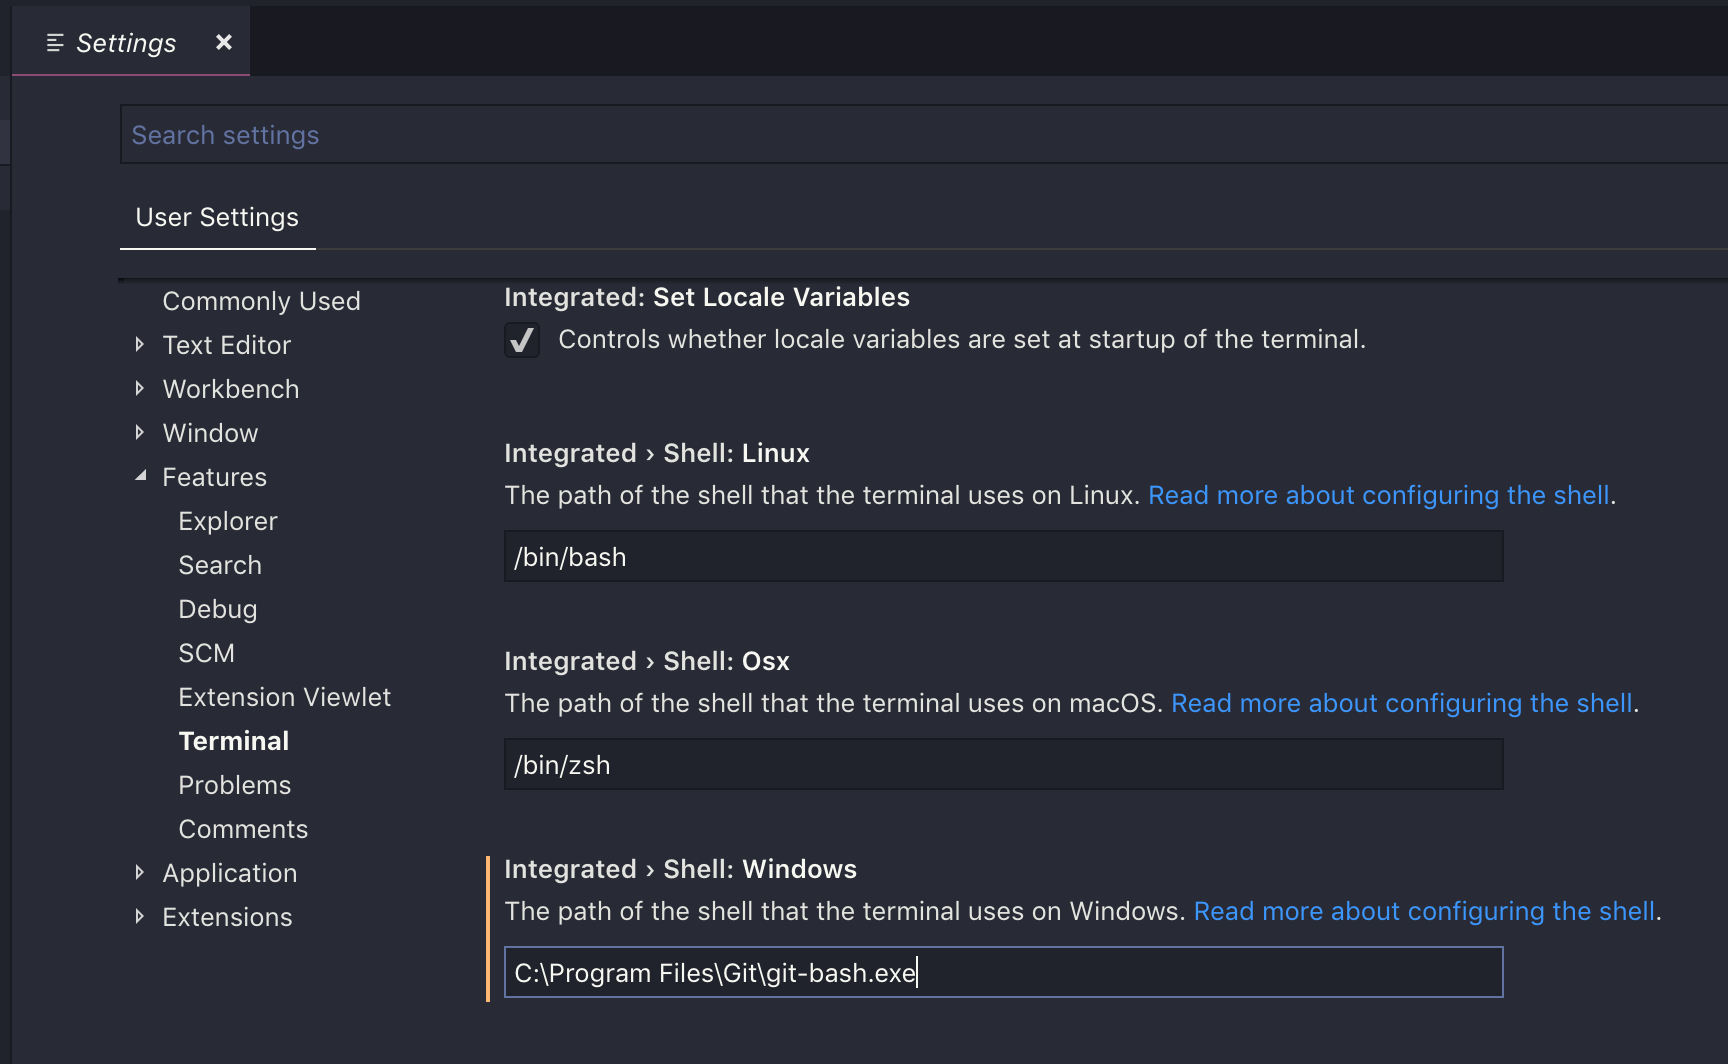 Settings
Search settings
User Settings
Commonly Used
Text Editor
Workbench
Window
Features
Explorer
Search
Debug
SCM
Extension Viewlet
Terminal
Problems
Comments
Application
Extensions
Integrated: Set Locale Variables
Controls whether locale variables are set at startup of the terminal.
Integrated › Shell: Linux
The path of the shell that the terminal uses on Linux. Read more about configuring the shell.
/bin/bash
Integrated › Shell: Osx
The path of the shell that the terminal uses on macOS. Read more about configuring the shell.
/bin/zsh
Integrated › Shell: Windows
The path of the shell that the terminal uses on Windows. Read more about configuring the shell.
C:\Program Files\Git\git-bash.exe